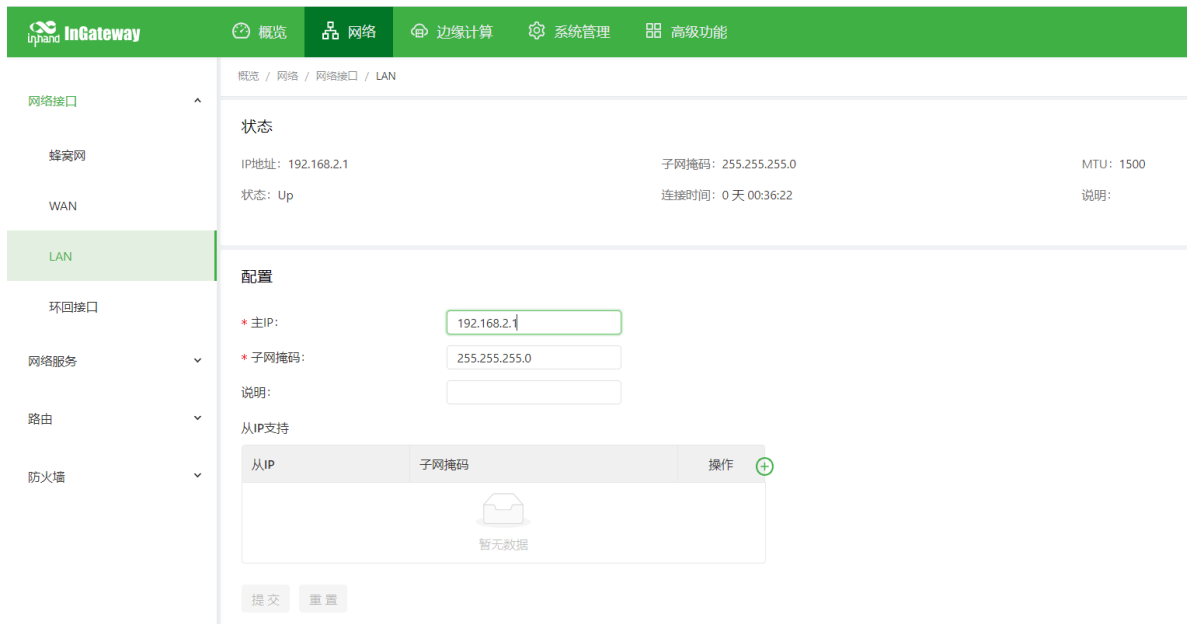 inhand InGateway 概览 网络 边缘计算 系统管理 高级功能
概览 / 网络 / 网络接口 / LAN
网络接口
蜂窝网
WAN
LAN
环回接口
网络服务
路由
防火墙
状态
IP地址: 192.168.2.1 子网掩码: 255.255.255.0 MTU: 1500
状态: Up 连接时间: 0 天 00:36:22 说明:
配置
* 主IP: 192.168.2.1
* 子网掩码: 255.255.255.0
说明:
从IP支持
从IP 子网掩码 操作
暂无数据
提交 重置